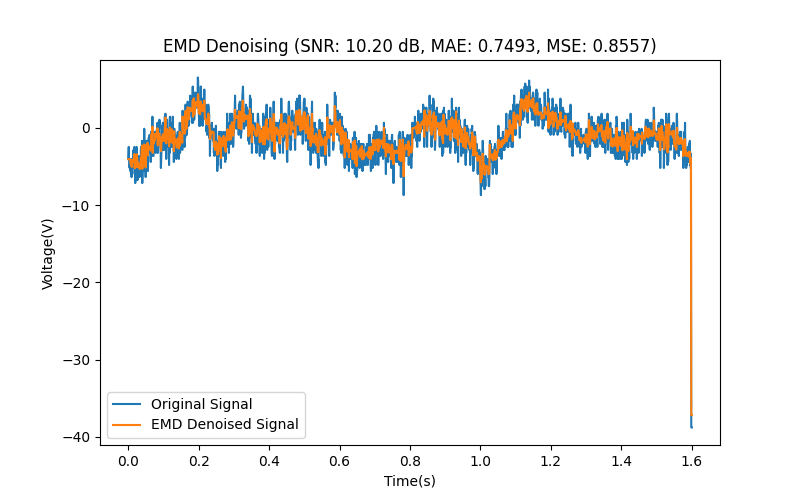 EMD Denoising (SNR: 10.20 dB, MAE: 0.7493, MSE: 0.8557)
0
−10
−20
−30
−40
Voltage(V)
Original Signal
EMD Denoised Signal
0.0 0.2 0.4 0.6 0.8 1.0 1.2 1.4 1.6
Time(s)